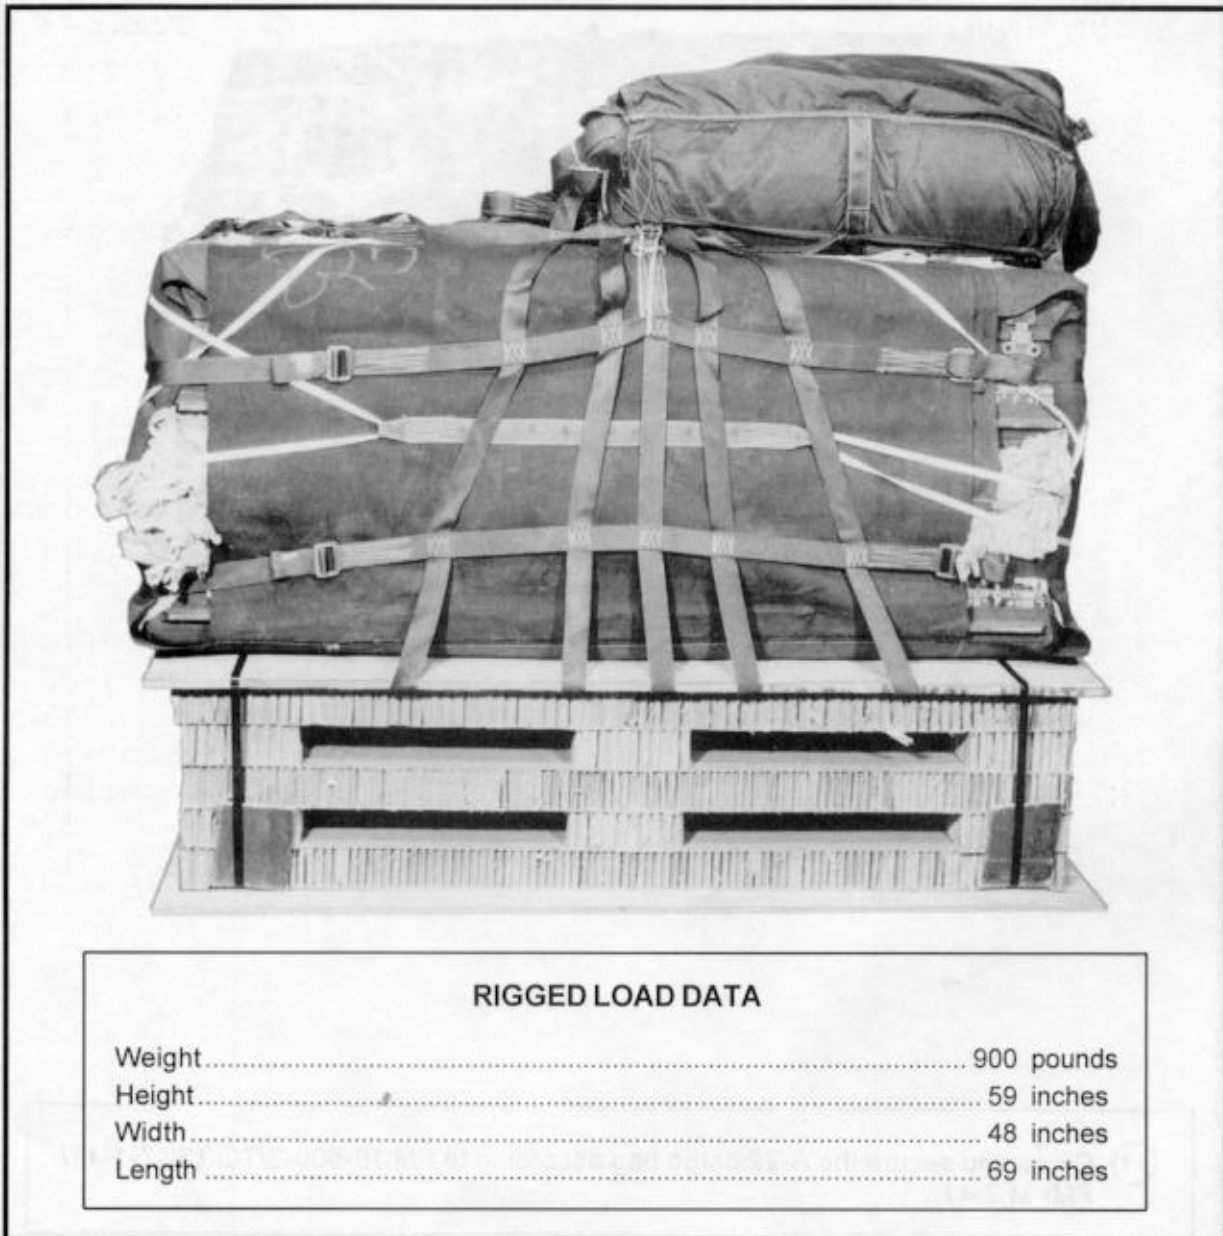 RIGGED LOAD DATA
Weight........................................................................................................ 900 pounds
Height......................................................................................................... 59 inches
Width.......................................................................................................... 48 inches
Length........................................................................................................ 69 inches